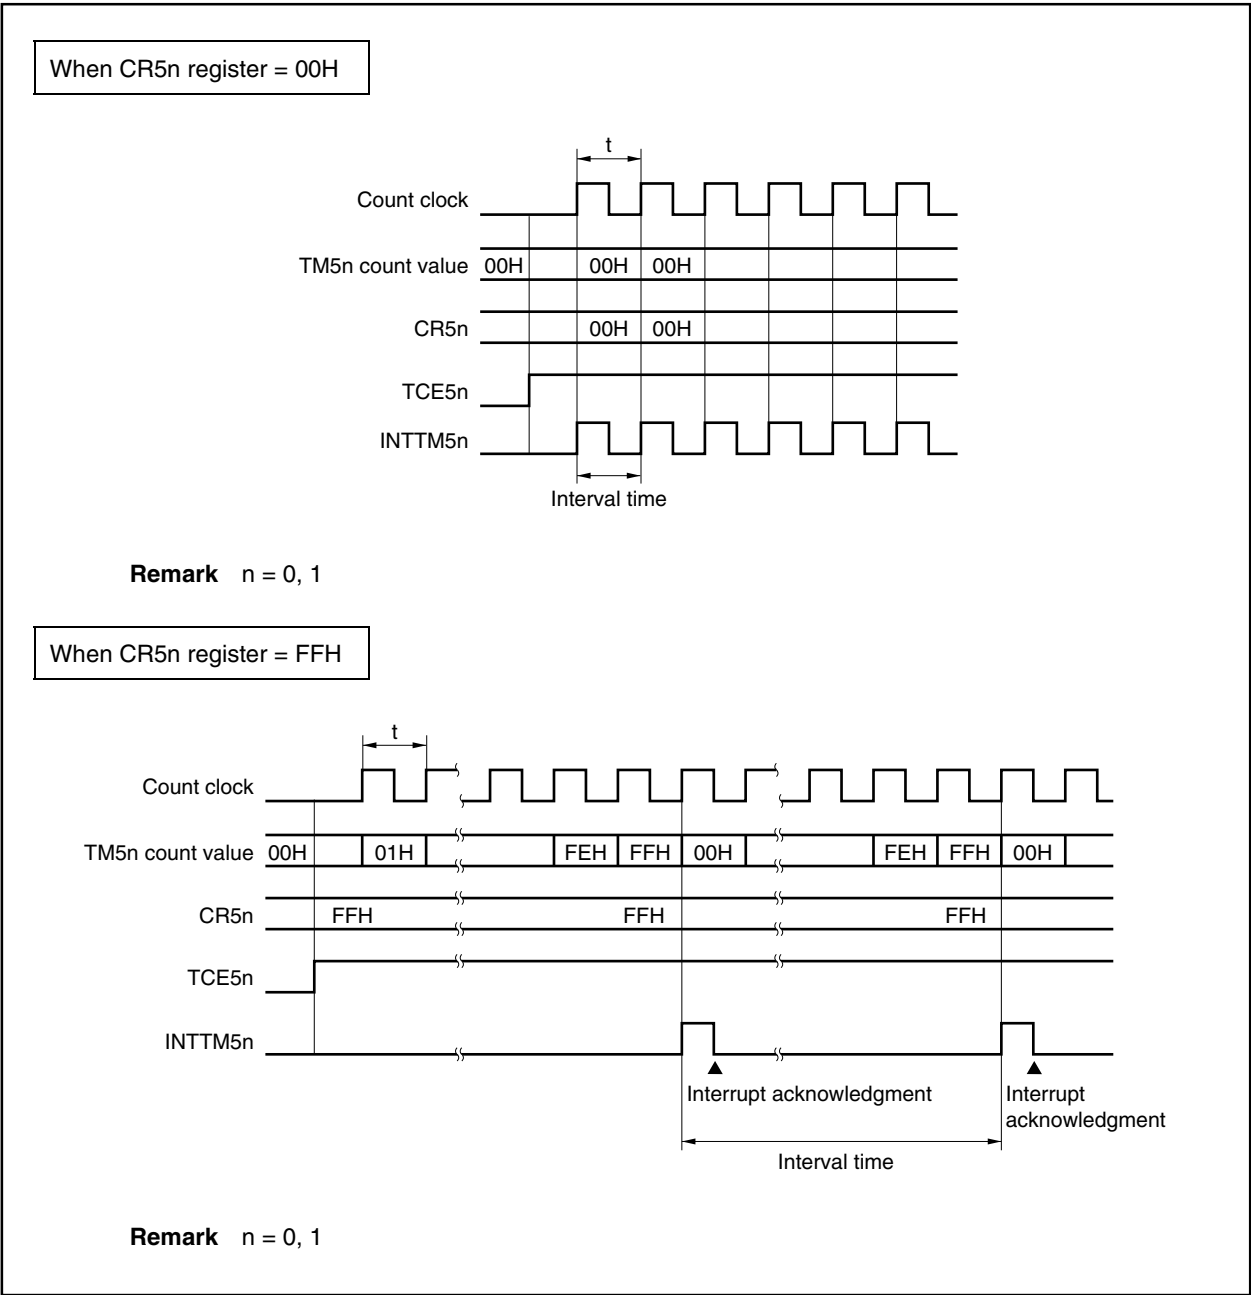 When CR5n register = 00H
t
Count clock
TM5n count value 00H 00H 00H
CR5n 00H 00H
TCE5n
INTTM5n
Interval time
Remark n = 0, 1
When CR5n register = FFH
t
Count clock
TM5n count value 00H 01H FEH FFH 00H FEH FFH 00H
CR5n FFH FFH FFH
TCE5n
INTTM5n
Interrupt acknowledgment Interrupt
acknowledgment
Interval time
Remark n = 0, 1